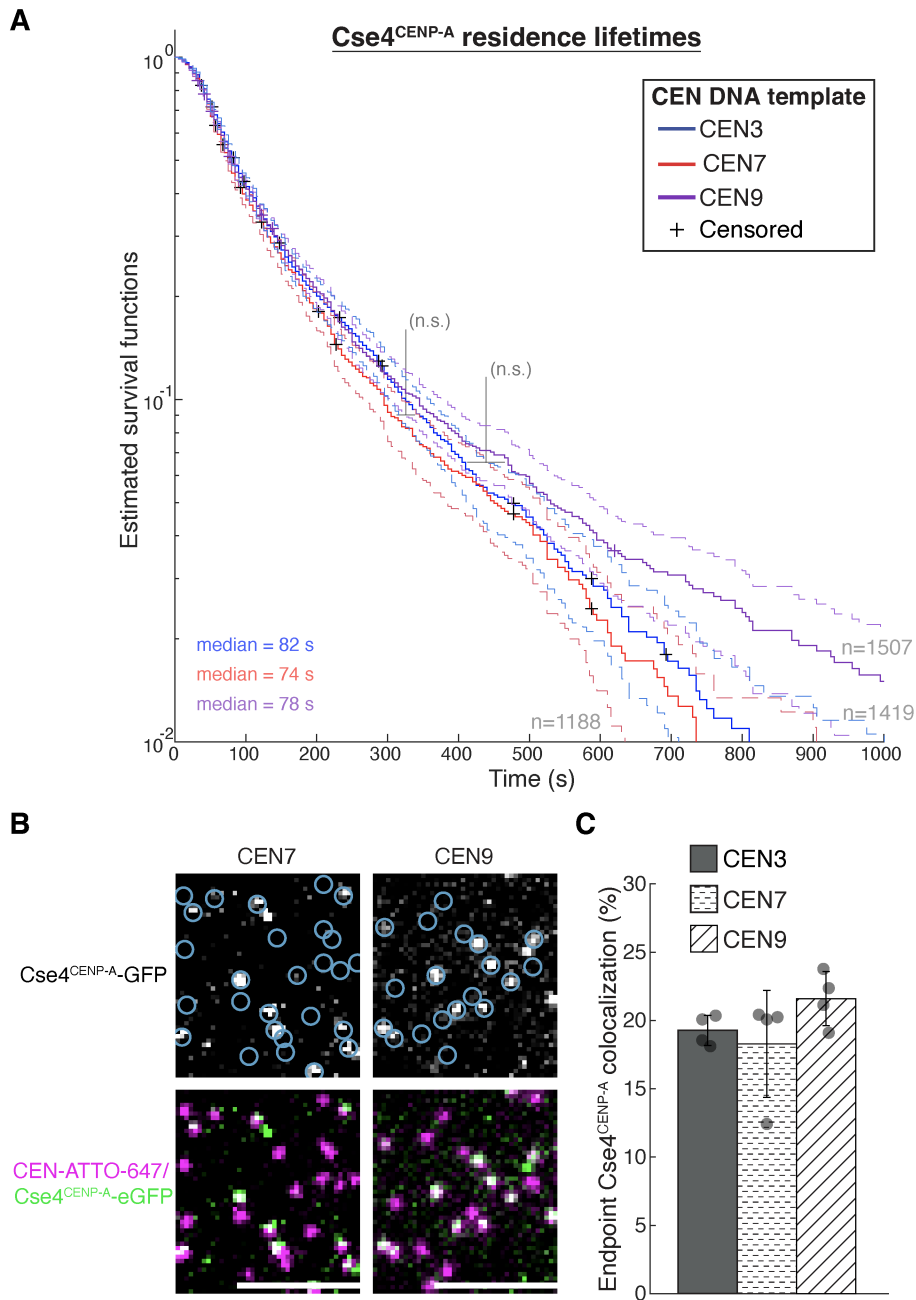 A
Cse4CENP-A residence lifetimes
CEN DNA template
CEN3
CEN7
CEN9
+ Censored
Estimated survival functions
10^0
10^-1
10^-2
(n.s.)
(n.s.)
median = 82 s
median = 74 s
median = 78 s
n=1507
n=1419
n=1188
0 100 200 300 400 500 600 700 800 900 1000
Time (s)
B
CEN7 CEN9
Cse4CENP-A-GFP
CEN-ATTO-647/
Cse4CENP-A-eGFP
C
CEN3
CEN7
CEN9
Endpoint Cse4CENP-A colocalization (%)
30
25
20
15
10
5
0